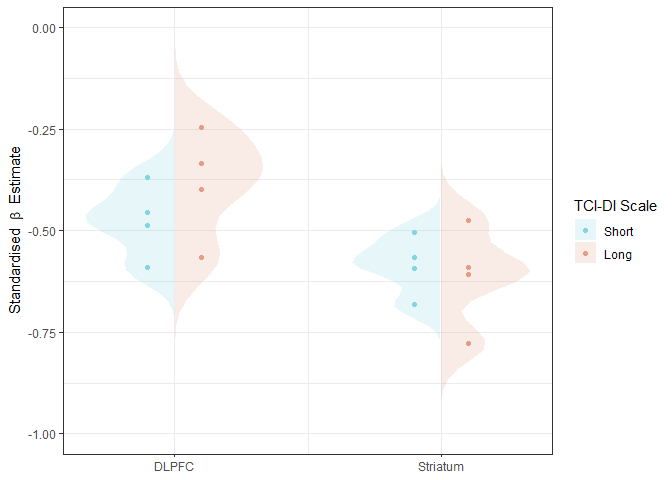 0.00
-0.25
-0.50
-0.75
-1.00
Standardised β Estimate
DLPFC
Striatum
TCI-DI Scale
Short
Long